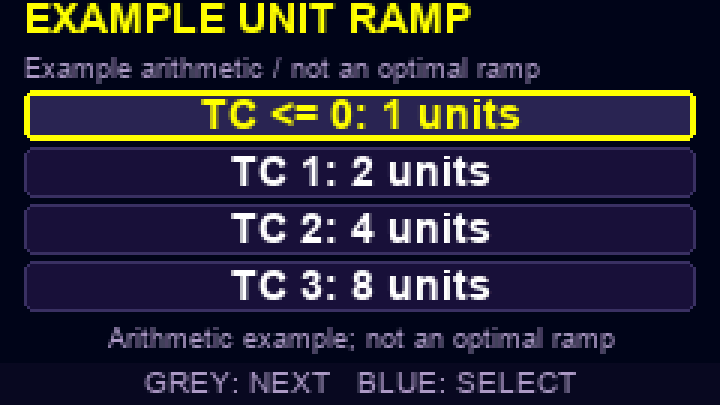 EXAMPLE UNIT RAMP
Example arithmetic / not an optimal ramp
TC <= 0: 1 units
TC 1: 2 units
TC 2: 4 units
TC 3: 8 units
Arithmetic example; not an optimal ramp
GREY: NEXT BLUE: SELECT